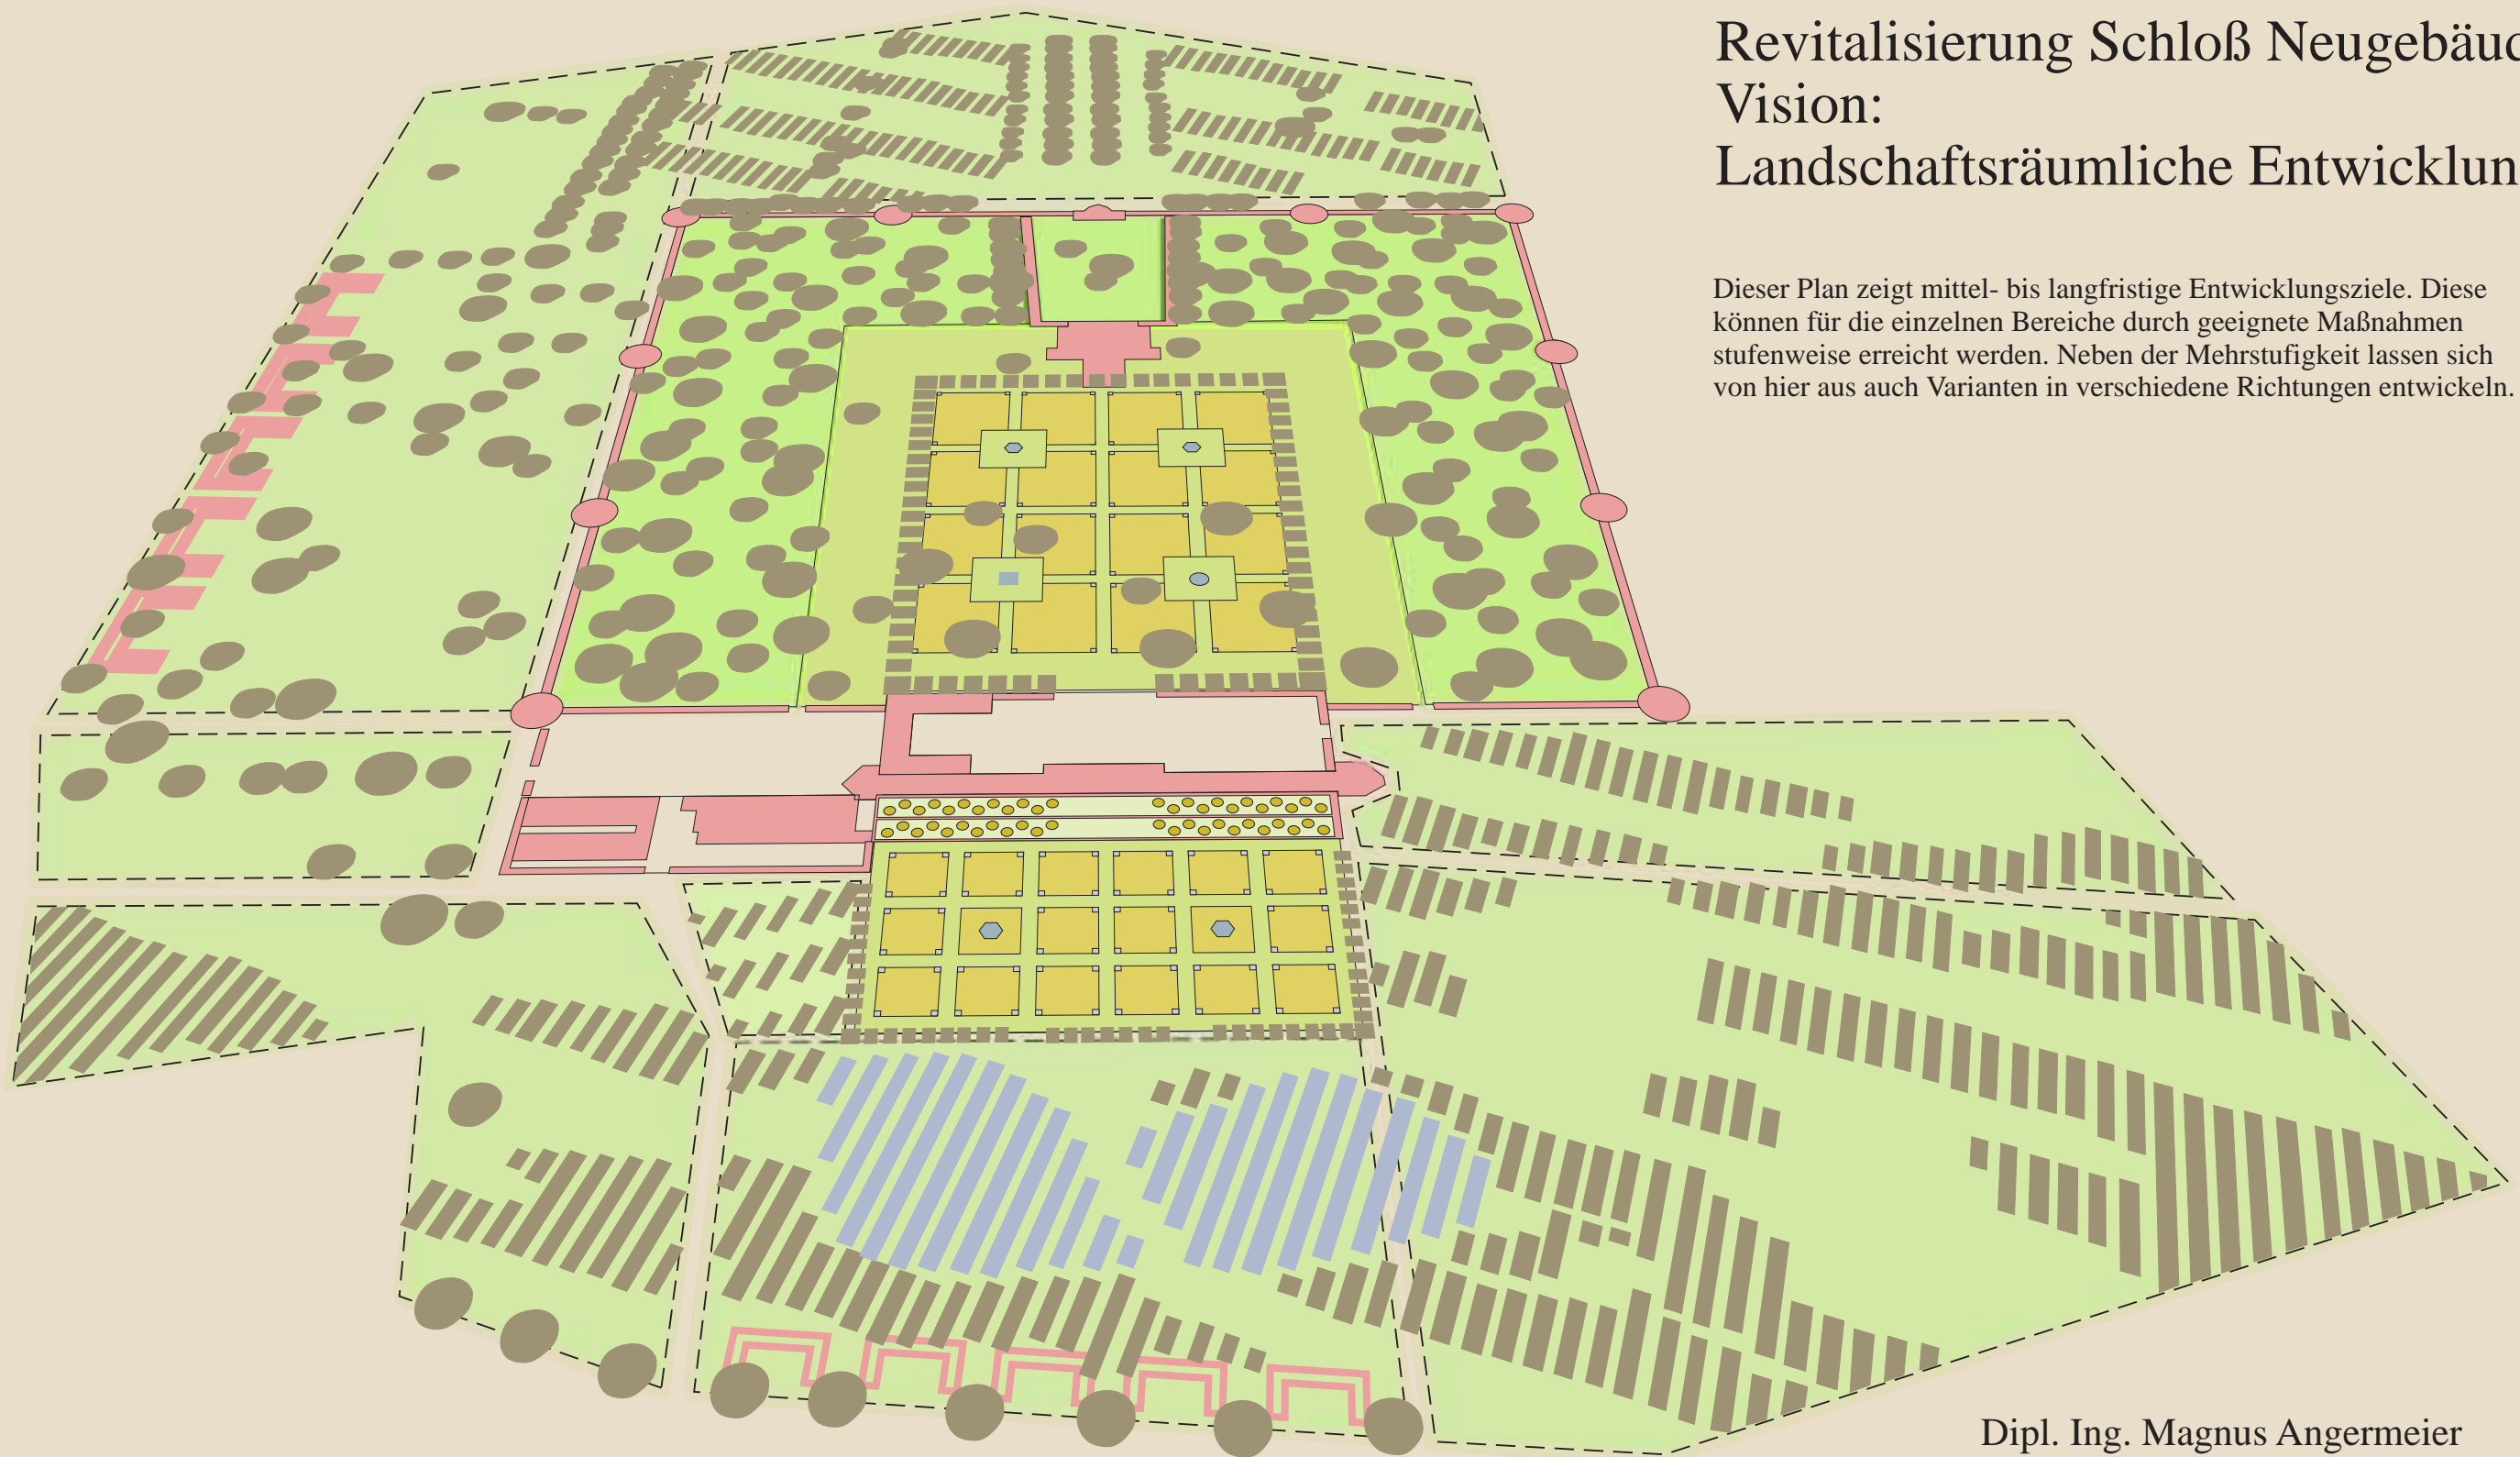 Revitalisierung Schloß Neugebäud
Vision:
Landschaftsräumliche Entwicklun
Dieser Plan zeigt mittel- bis langfristige Entwicklungsziele. Diese
können für die einzelnen Bereiche durch geeignete Maßnahmen
stufenweise erreicht werden. Neben der Mehrstufigkeit lassen sich
von hier aus auch Varianten in verschiedene Richtungen entwickeln.
Dipl. Ing. Magnus Angermeier